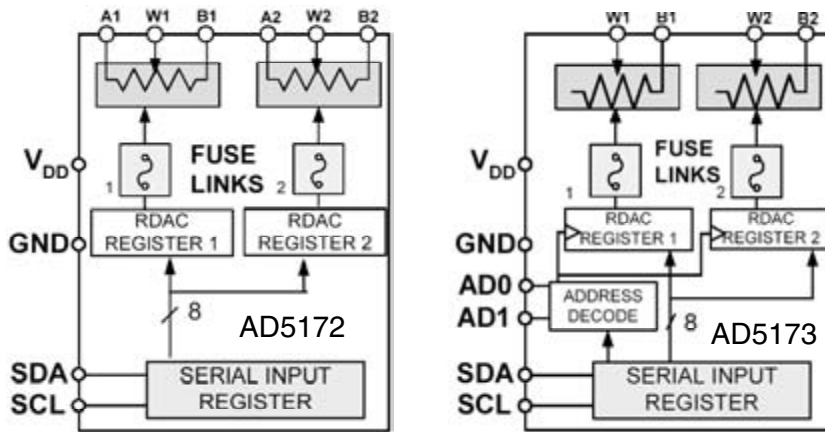 A1 W1 B1 A2 W2 B2
V_DD
1
FUSE
LINKS
2
RDAC
REGISTER 1
RDAC
REGISTER 2
GND
8
AD5172
SDA
SCL
SERIAL INPUT
REGISTER
W1 B1 W2 B2
V_DD
1
FUSE
LINKS
2
RDAC
REGISTER 1
RDAC
REGISTER 2
GND
AD0
AD1
ADDRESS
DECODE
8
AD5173
SDA
SCL
SERIAL INPUT
REGISTER